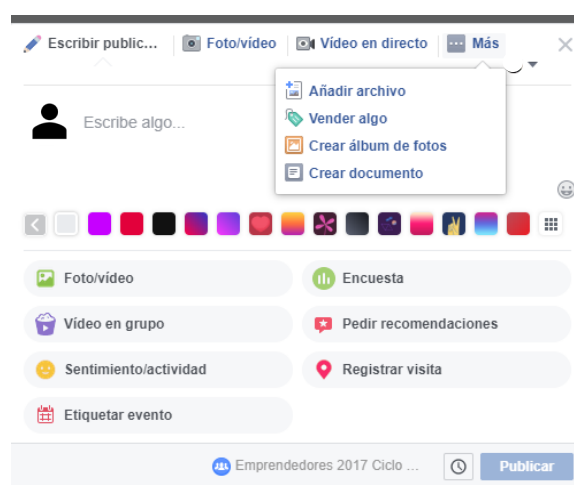 Escribir public... Foto/vídeo Vídeo en directo Más
Añadir archivo
Vender algo
Crear álbum de fotos
Crear documento
Escribe algo...
Foto/vídeo Encuesta
Vídeo en grupo Pedir recomendaciones
Sentimiento/actividad Registrar visita
Etiquetar evento
Emprendedores 2017 Ciclo ... Publicar